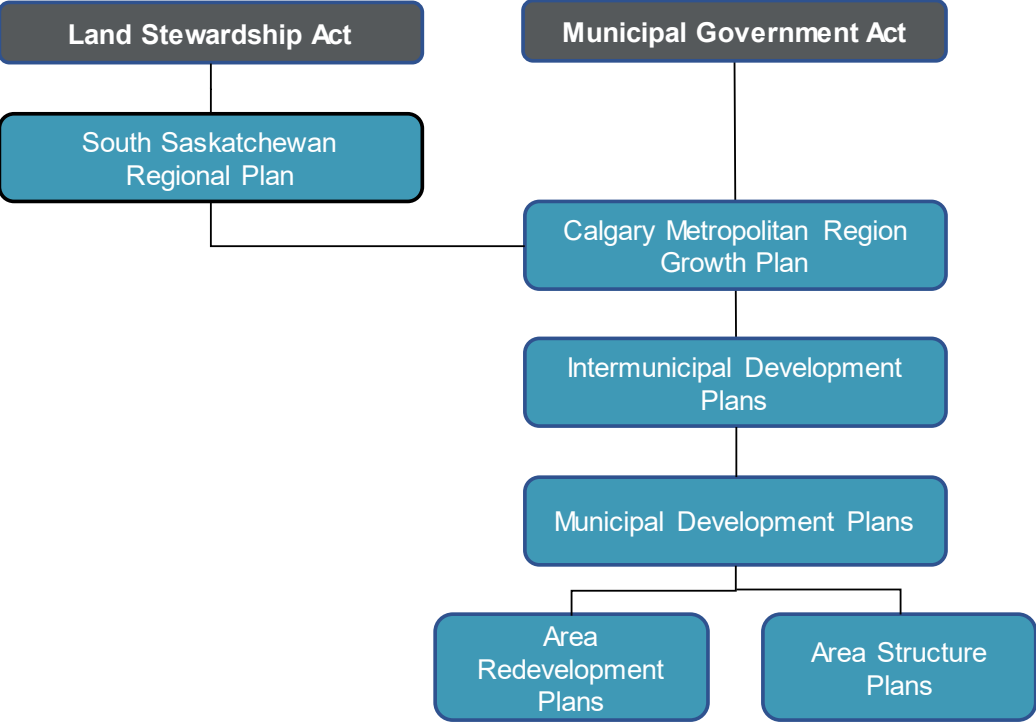 Land Stewardship Act
Municipal Government Act
South Saskatchewan
Regional Plan
Calgary Metropolitan Region
Growth Plan
Intermunicipal Development
Plans
Municipal Development Plans
Area
Redevelopment
Plans
Area Structure
Plans